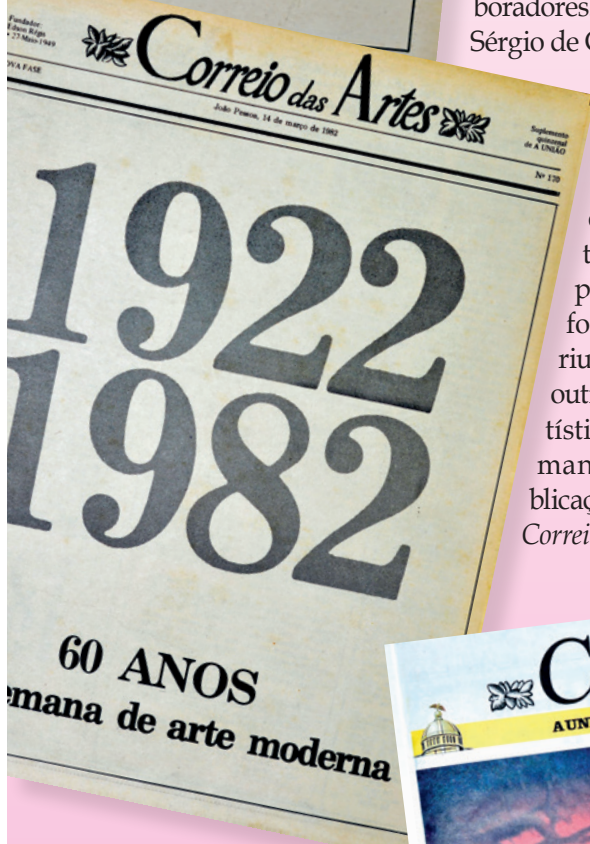 boradores
Sérgio de
Fundador
Edson Régis
27-Maio-1949
OVA FASE
Correio das Artes
João Pessoa, 14 de março de 1982
Suplemento
quinzenal
de A UNIÃO
Nº 170
1922
1982
60 ANOS
emana de arte moderna
t
p
fo
riu
out
tísti
man
blicaç
Correi
C
A UN